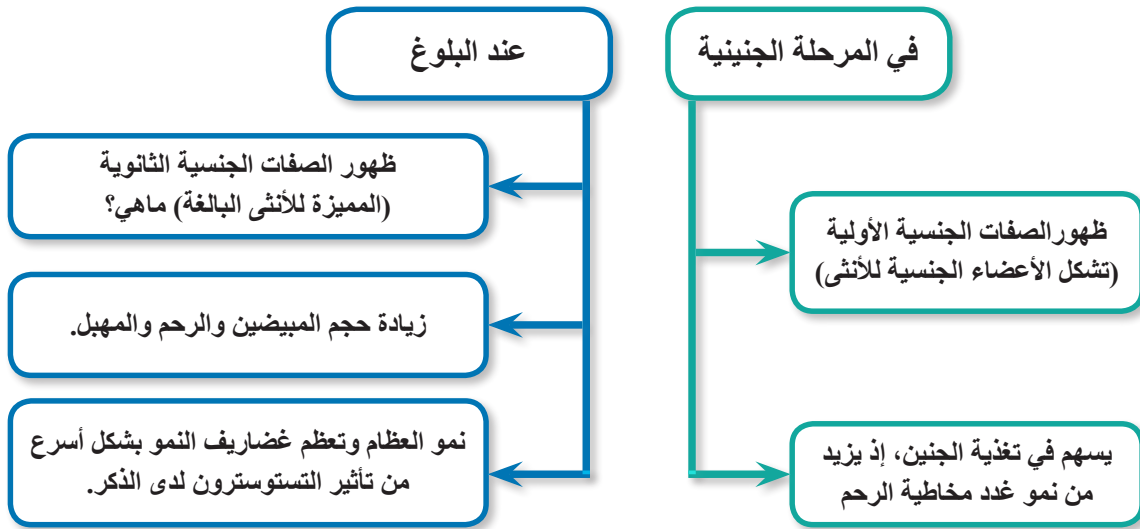 في المرحلة الجنينية
ظهورالصفات الجنسية الأولية
(تشكل الأعضاء الجنسية للأنثى)
يسهم في تغذية الجنين، إذ يزيد
من نمو غدد مخاطية الرحم
عند البلوغ
ظهور الصفات الجنسية الثانوية
(المميزة للأنثى البالغة) ماهي؟
زيادة حجم المبيضين والرحم والمهبل.
نمو العظام وتعظم غضاريف النمو بشكل أسرع
من تأثير التستوسترون لدى الذكر.